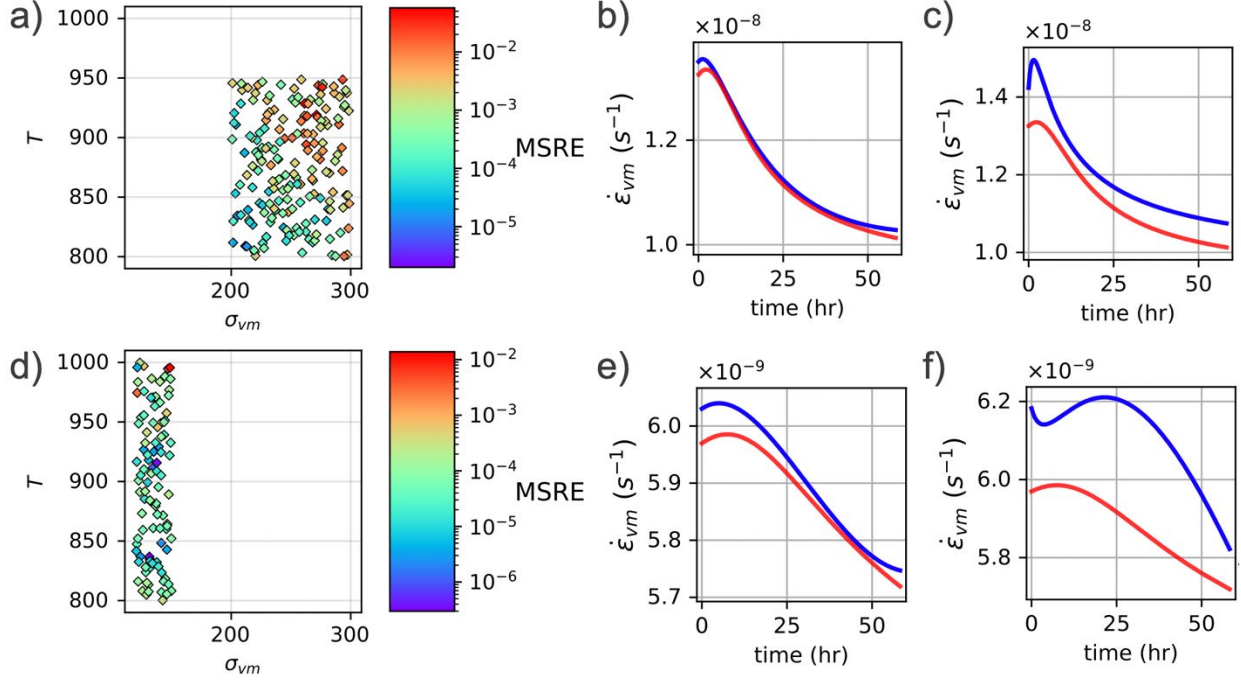 a)
1000
950
900
850
800
T
200
300
σvm
10⁻²
10⁻³
10⁻⁴
10⁻⁵
MSRE
b)
×10⁻⁸
1.2
1.0
ε̇vm (s⁻¹)
0
25
50
time (hr)
c)
×10⁻⁸
1.4
1.2
1.0
ε̇vm (s⁻¹)
0
25
50
time (hr)
d)
1000
950
900
850
800
T
200
300
σvm
10⁻²
10⁻³
10⁻⁴
10⁻⁵
10⁻⁶
MSRE
e)
×10⁻⁹
6.0
5.9
5.8
5.7
ε̇vm (s⁻¹)
0
25
50
time (hr)
f)
×10⁻⁹
6.2
6.0
5.8
ε̇vm (s⁻¹)
0
25
50
time (hr)